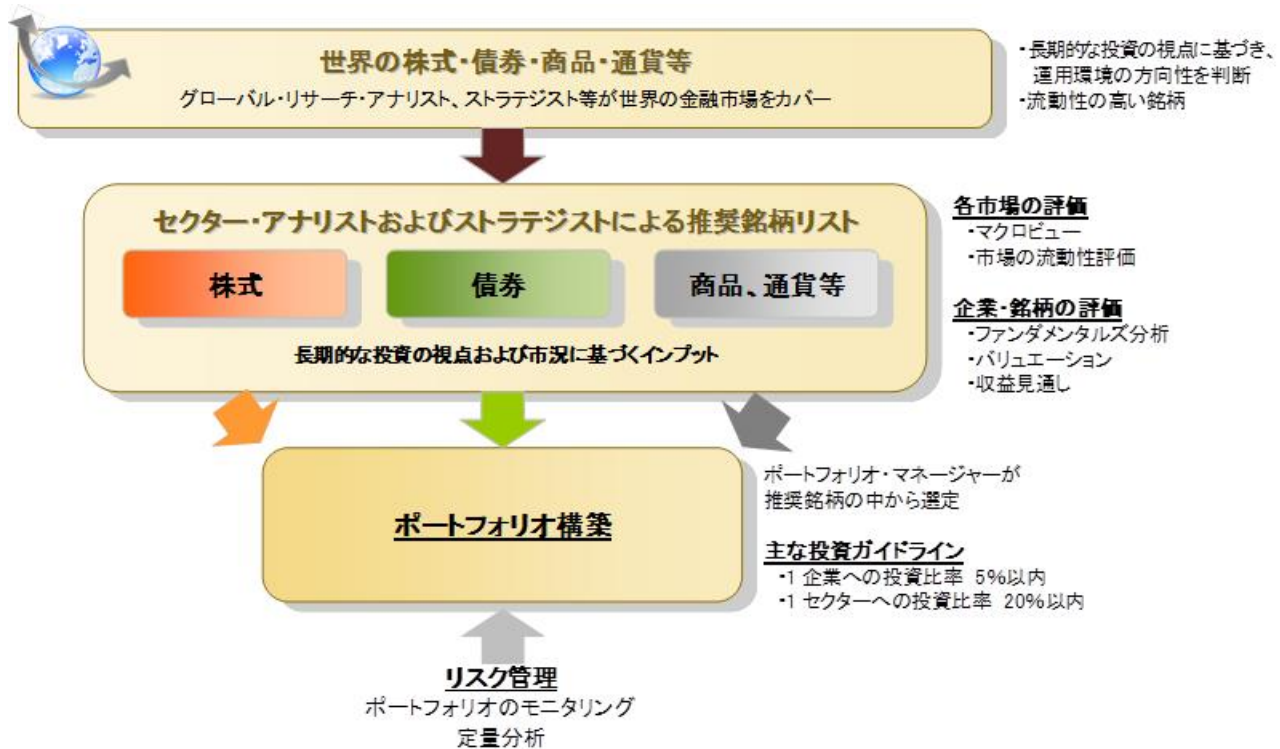 世界の株式・債券・商品・通貨等
グローバル・リサーチ・アナリスト、ストラテジスト等が世界の金融市場をカバー
・長期的な投資の視点に基づき、
運用環境の方向性を判断
・流動性の高い銘柄
セクター・アナリストおよびストラテジストによる推奨銘柄リスト
株式
債券
商品、通貨等
長期的な投資の視点および市況に基づくインプット
各市場の評価
・マクロビュー
・市場の流動性評価
企業・銘柄の評価
・ファンダメンタルズ分析
・バリュエーション
・収益見通し
ポートフォリオ構築
ポートフォリオ・マネージャーが
推奨銘柄の中から選定
主な投資ガイドライン
・1 企業への投資比率 5%以内
・1 セクターへの投資比率 20%以内
リスク管理
ポートフォリオのモニタリング
定量分析